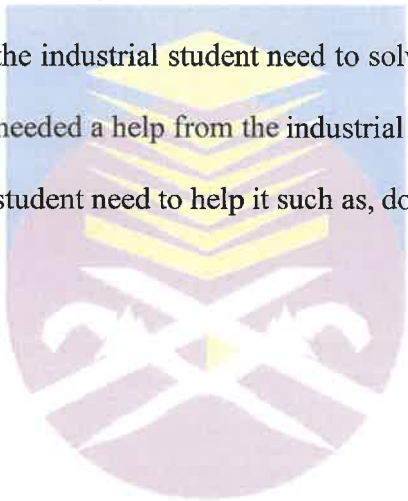 the industrial student need to solv
needed a help from the industrial
student need to help it such as, do